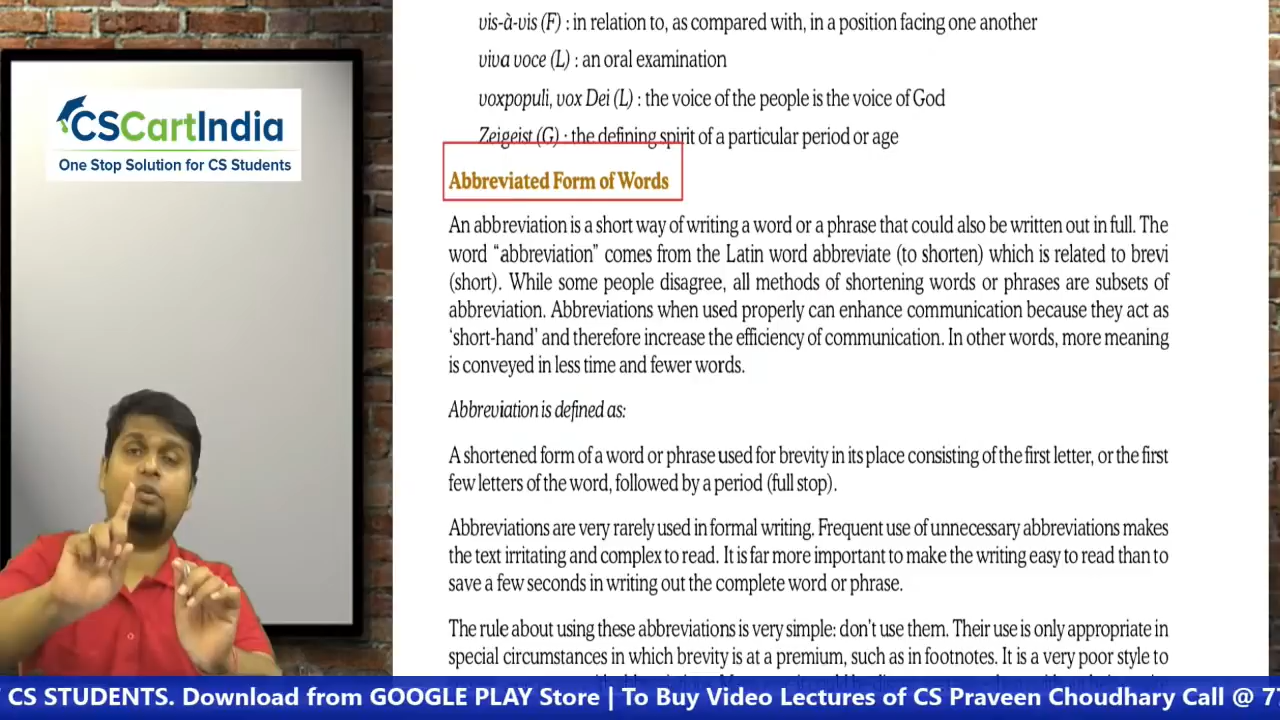 CSCartIndia
One Stop Solution for CS Students
vis-à-vis (F) : in relation to, as compared with, in a position facing one another
viva voce (L) : an oral examination
voxpopuli, vox Dei (L) : the voice of the people is the voice of God
Zeigeist (G) : the defining spirit of a particular period or age
Abbreviated Form of Words
An abbreviation is a short way of writing a word or a phrase that could also be written out in full. The
word “abbreviation” comes from the Latin word abbreviate (to shorten) which is related to brevi
(short). While some people disagree, all methods of shortening words or phrases are subsets of
abbreviation. Abbreviations when used properly can enhance communication because they act as
‘short-hand’ and therefore increase the efficiency of communication. In other words, more meaning
is conveyed in less time and fewer words.
Abbreviation is defined as:
A shortened form of a word or phrase used for brevity in its place consisting of the first letter, or the first
few letters of the word, followed by a period (full stop).
Abbreviations are very rarely used in formal writing. Frequent use of unnecessary abbreviations makes
the text irritating and complex to read. It is far more important to make the writing easy to read than to
save a few seconds in writing out the complete word or phrase.
The rule about using these abbreviations is very simple: don’t use them. Their use is only appropriate in
special circumstances in which brevity is at a premium, such as in footnotes. It is a very poor style to
CS STUDENTS. Download from GOOGLE PLAY Store | To Buy Video Lectures of CS Praveen Choudhary Call @ 7